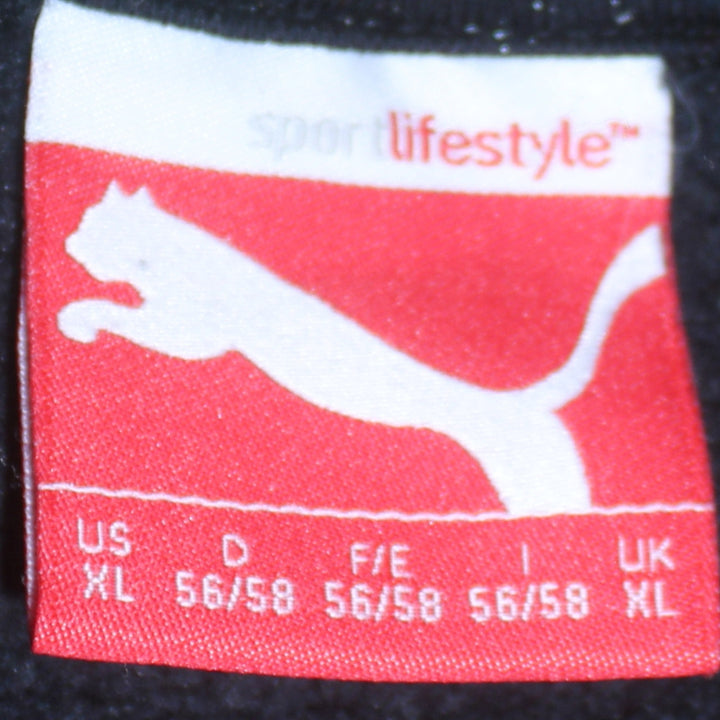 sportlifestyle™
US D F/E I UK
XL 56/58 56/58 56/58 XL